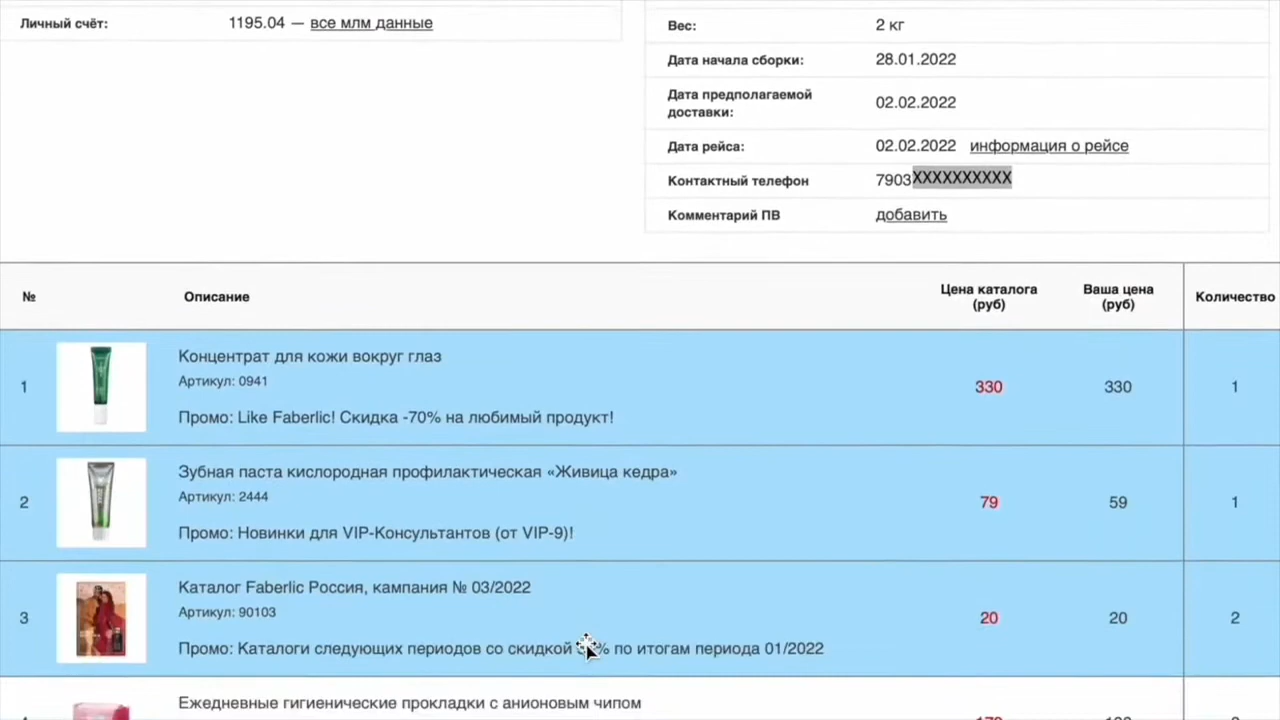 Личный счёт: 1195.04 — все млм данные
Вес: 2 кг
Дата начала сборки: 28.01.2022
Дата предполагаемой доставки: 02.02.2022
Дата рейса: 02.02.2022 информация о рейсе
Контактный телефон 7903XXXXXXXXXX
Комментарий ПВ добавить
№ Описание Цена каталога (руб) Ваша цена (руб) Количество
Концентрат для кожи вокруг глаз
Артикул: 0941
1 330 330 1
Промо: Like Faberlic! Скидка -70% на любимый продукт!
Зубная паста кислородная профилактическая «Живица кедра»
Артикул: 2444
2 79 59 1
Промо: Новинки для VIP-Консультантов (от VIP-9)!
Каталог Faberlic Россия, кампания № 03/2022
Артикул: 90103
3 20 20 2
Промо: Каталоги следующих периодов со скидкой % по итогам периода 01/2022
Ежедневные гигиенические прокладки с анионовым чипом